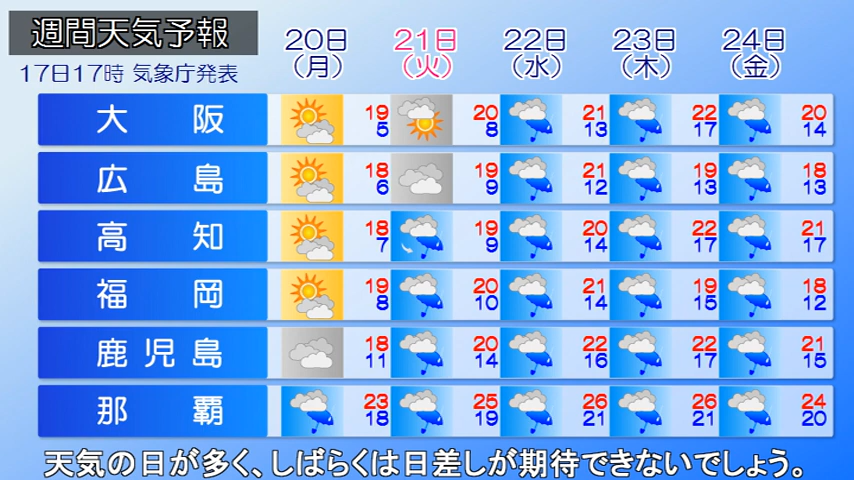 週間天気予報
17日17時 気象庁発表
20日 21日 22日 23日 24日
(月) (火) (水) (木) (金)
大阪 19 5 20 8 21 13 22 17 20 14
広島 18 6 19 9 21 12 19 13 18 13
高知 18 7 19 9 20 14 22 17 21 17
福岡 19 8 20 10 21 14 19 15 18 12
鹿児島 18 11 20 14 22 16 22 17 21 15
那覇 23 18 25 19 26 21 26 21 24 20
天気の日が多く、しばらくは日差しが期待できないでしょう。